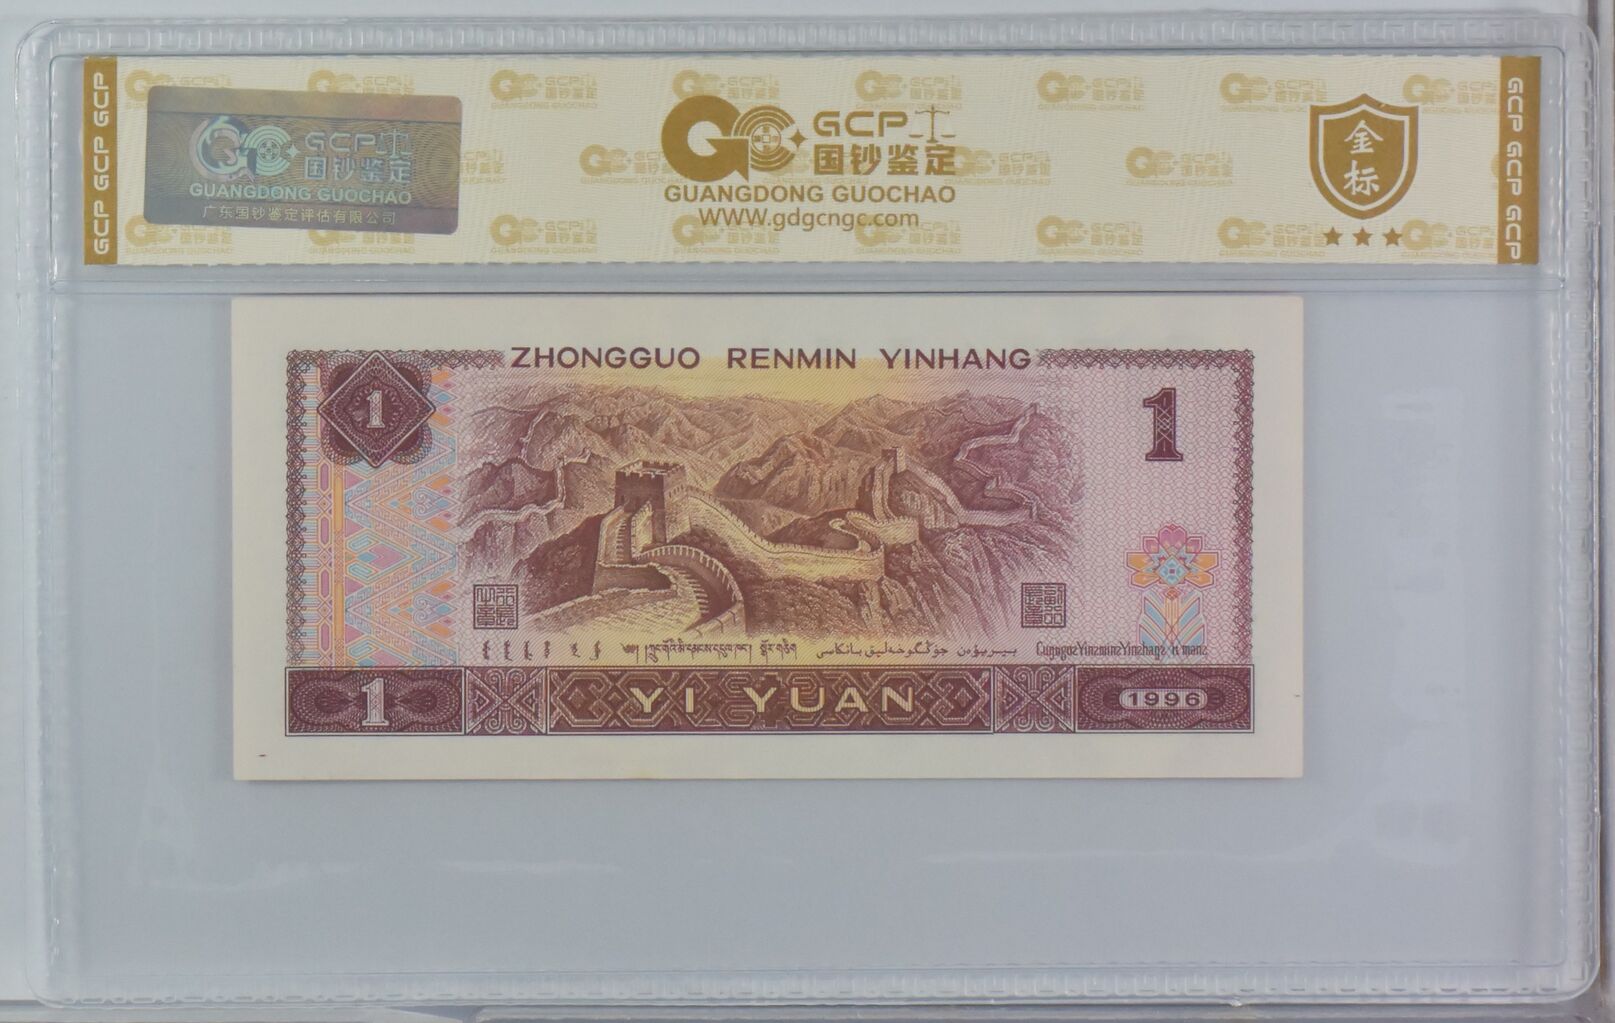 GCP GCP GCP
GCP
国钞鉴定
GUANGDONG GUOCHAO
广东国钞鉴定评估有限公司
GCP
国钞鉴定
GUANGDONG GUOCHAO
WWW.gdgcngc.com
金标
GCP GCP GCP
ZHONGGUO RENMIN YINHANG
1
1
1
YI YUAN
1996